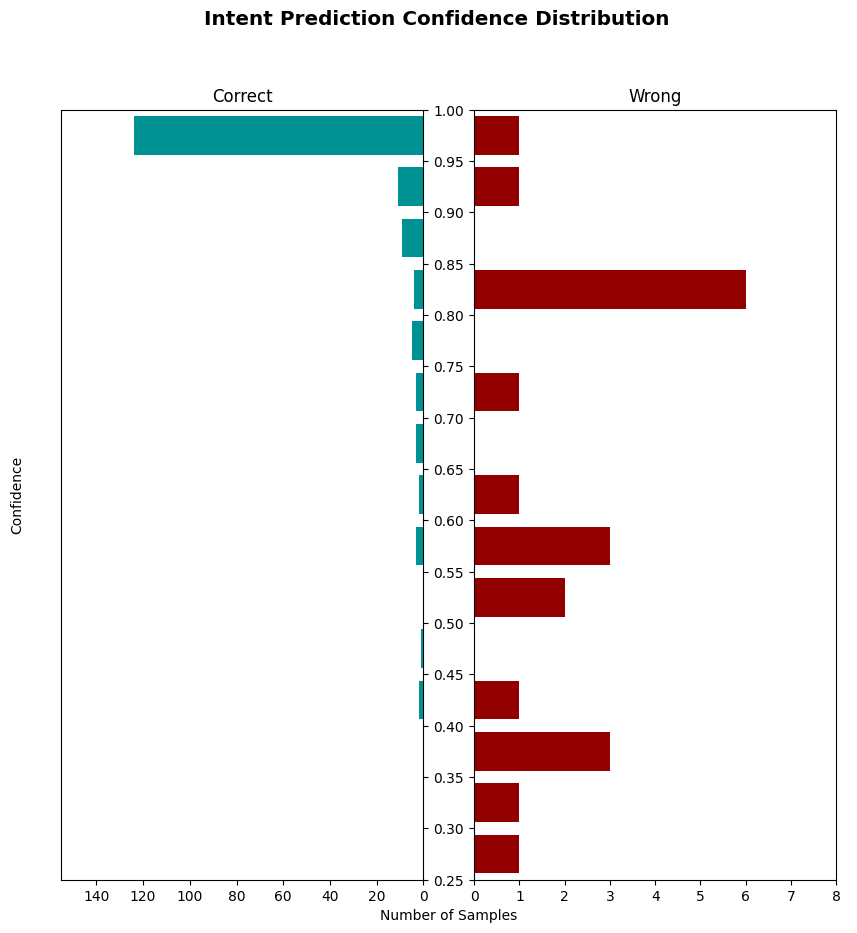 Intent Prediction Confidence Distribution
Correct
Wrong
Confidence
1.00
0.95
0.90
0.85
0.80
0.75
0.70
0.65
0.60
0.55
0.50
0.45
0.40
0.35
0.30
0.25
140 120 100 80 60 40 20 0
0 1 2 3 4 5 6 7 8
Number of Samples